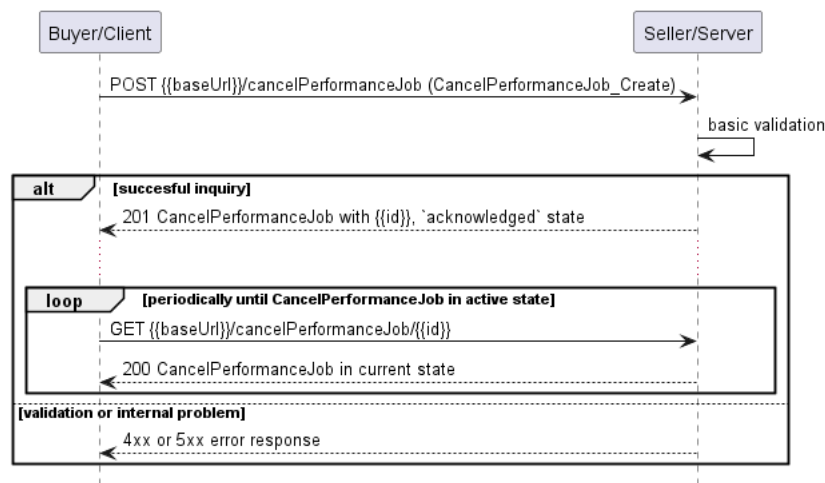 Buyer/Client
Seller/Server
POST {{baseUrl}}/cancelPerformanceJob (CancelPerformanceJob_Create)
basic validation
alt [succesful inquiry]
201 CancelPerformanceJob with {{id}}, `acknowledged` state
loop [periodically until CancelPerformanceJob in active state]
GET {{baseUrl}}/cancelPerformanceJob/{{id}}
200 CancelPerformanceJob in current state
[validation or internal problem]
4xx or 5xx error response